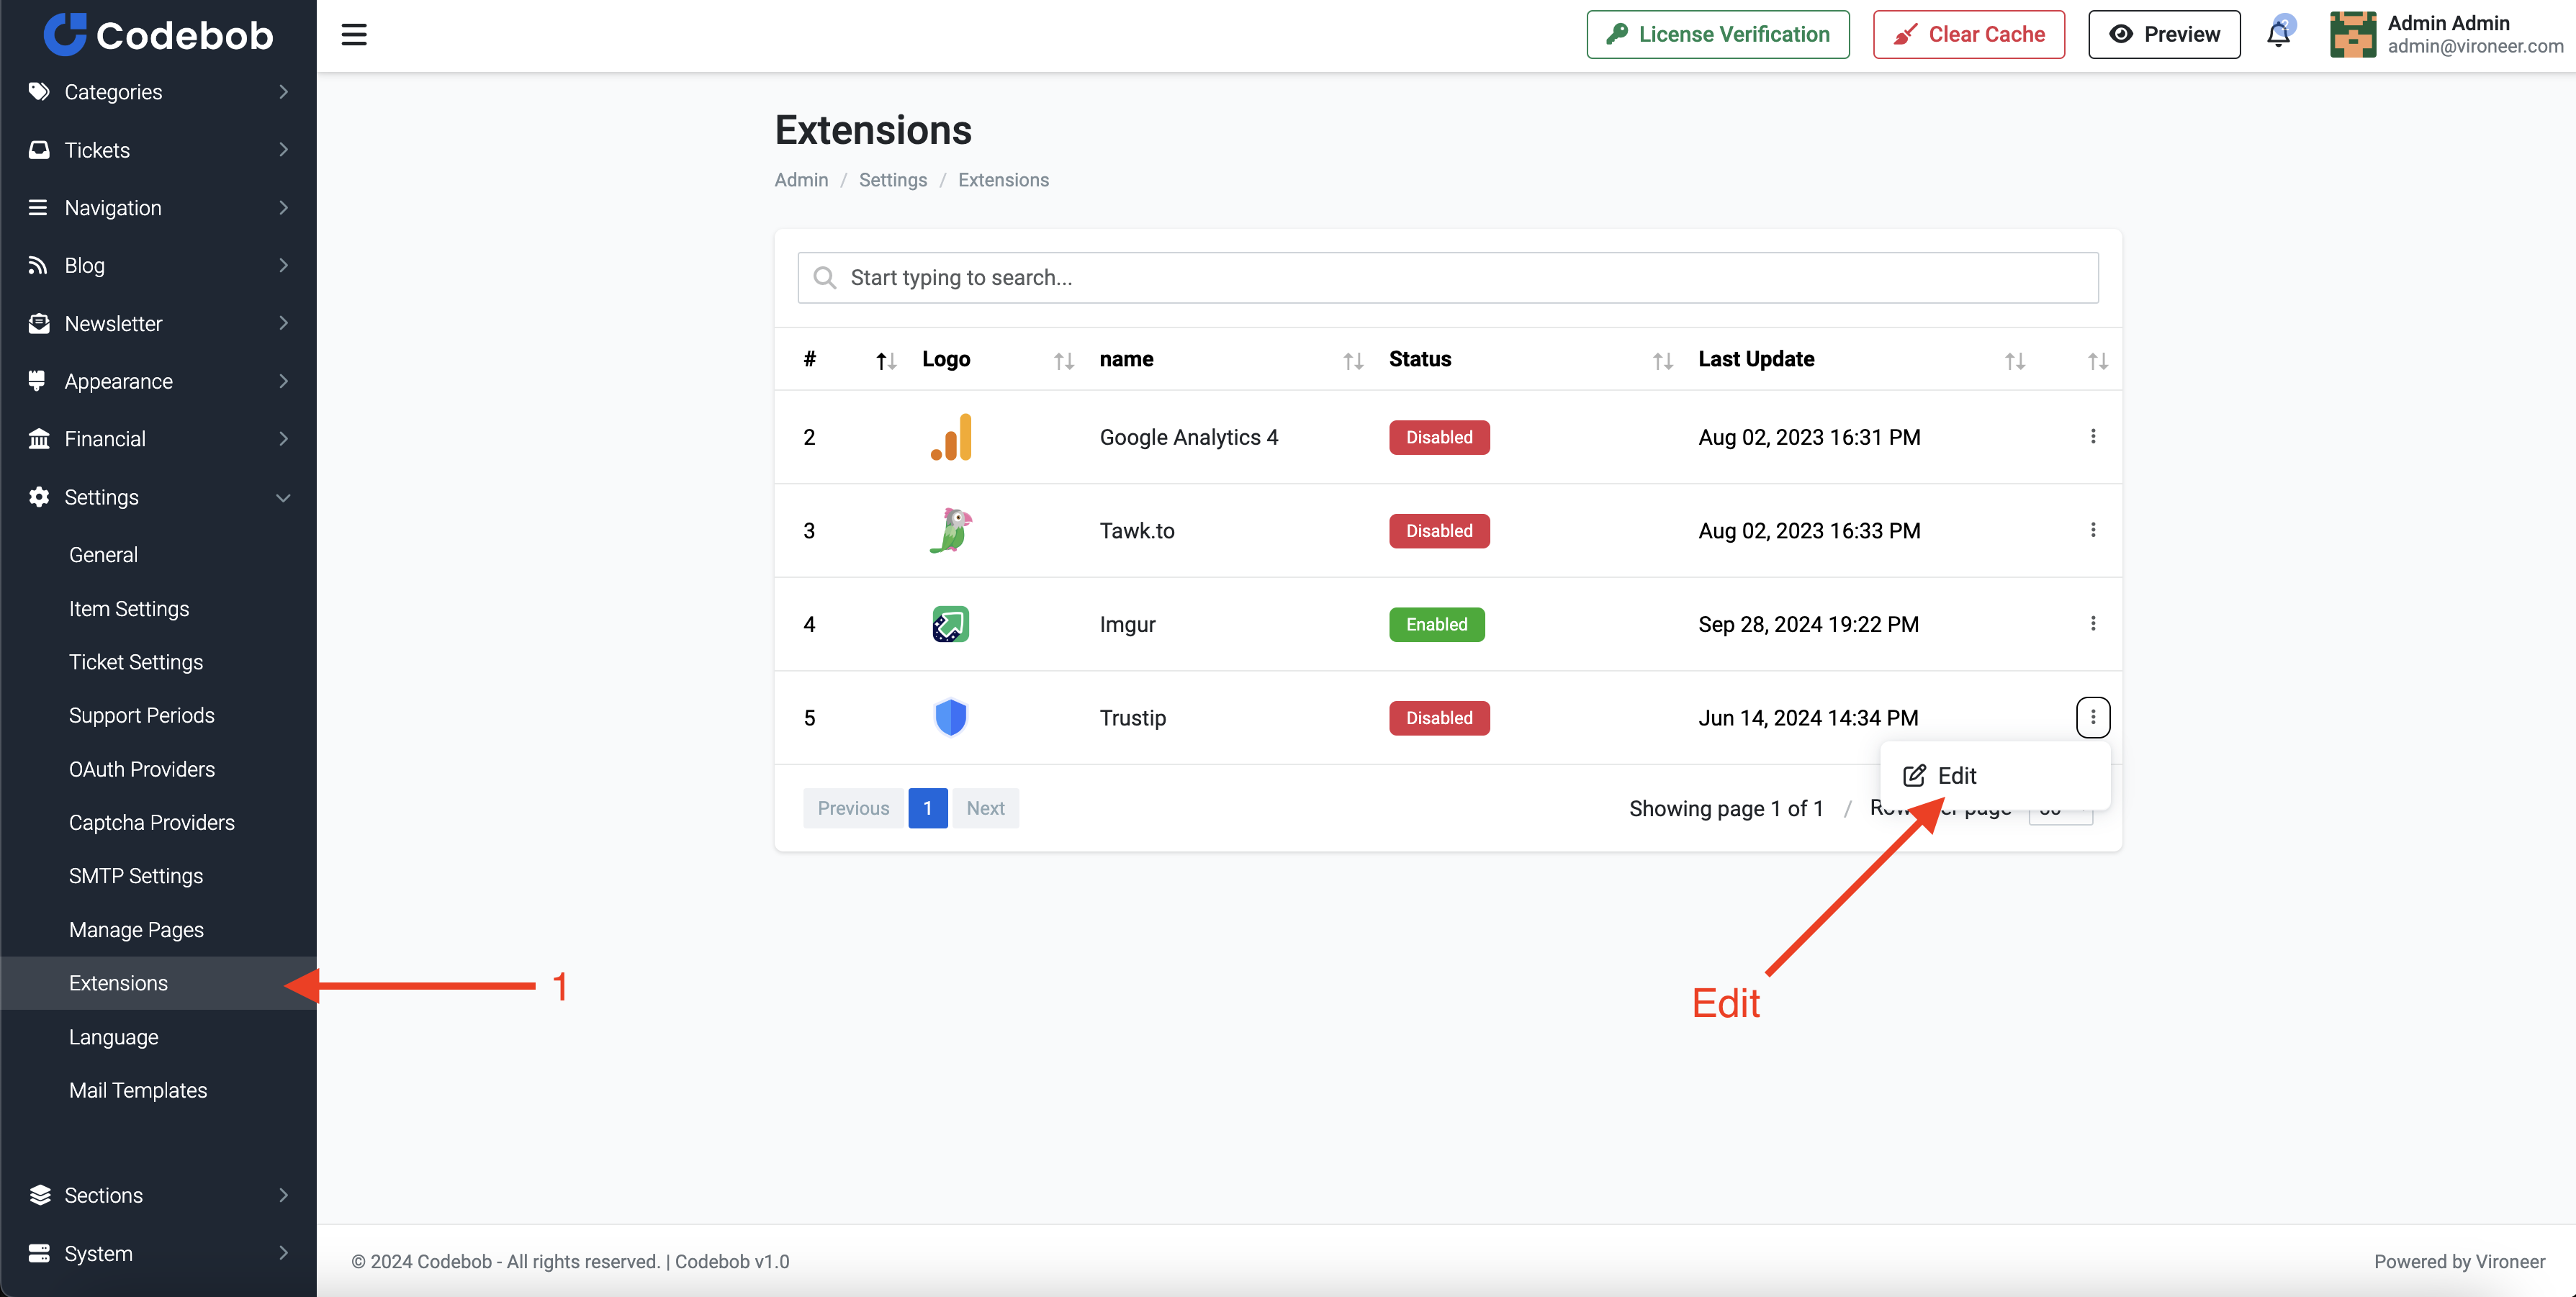 Codebob
License Verification
Clear Cache
Preview
?
Admin Admin
admin@vironeer.com
Categories
Tickets
Navigation
Blog
Newsletter
Appearance
Financial
Settings
General
Item Settings
Ticket Settings
Support Periods
OAuth Providers
Captcha Providers
SMTP Settings
Manage Pages
Extensions
Language
Mail Templates
Sections
System
Extensions
Admin / Settings / Extensions
Start typing to search...
# Logo name Status Last Update
2 Google Analytics 4 Disabled Aug 02, 2023 16:31 PM
3 Tawk.to Disabled Aug 02, 2023 16:33 PM
4 Imgur Enabled Sep 28, 2024 19:22 PM
5 Trustip Disabled Jun 14, 2024 14:34 PM
Edit
Previous 1 Next
Showing page 1 of 1 / page
1
Edit
© 2024 Codebob - All rights reserved. | Codebob v1.0
Powered by Vironeer